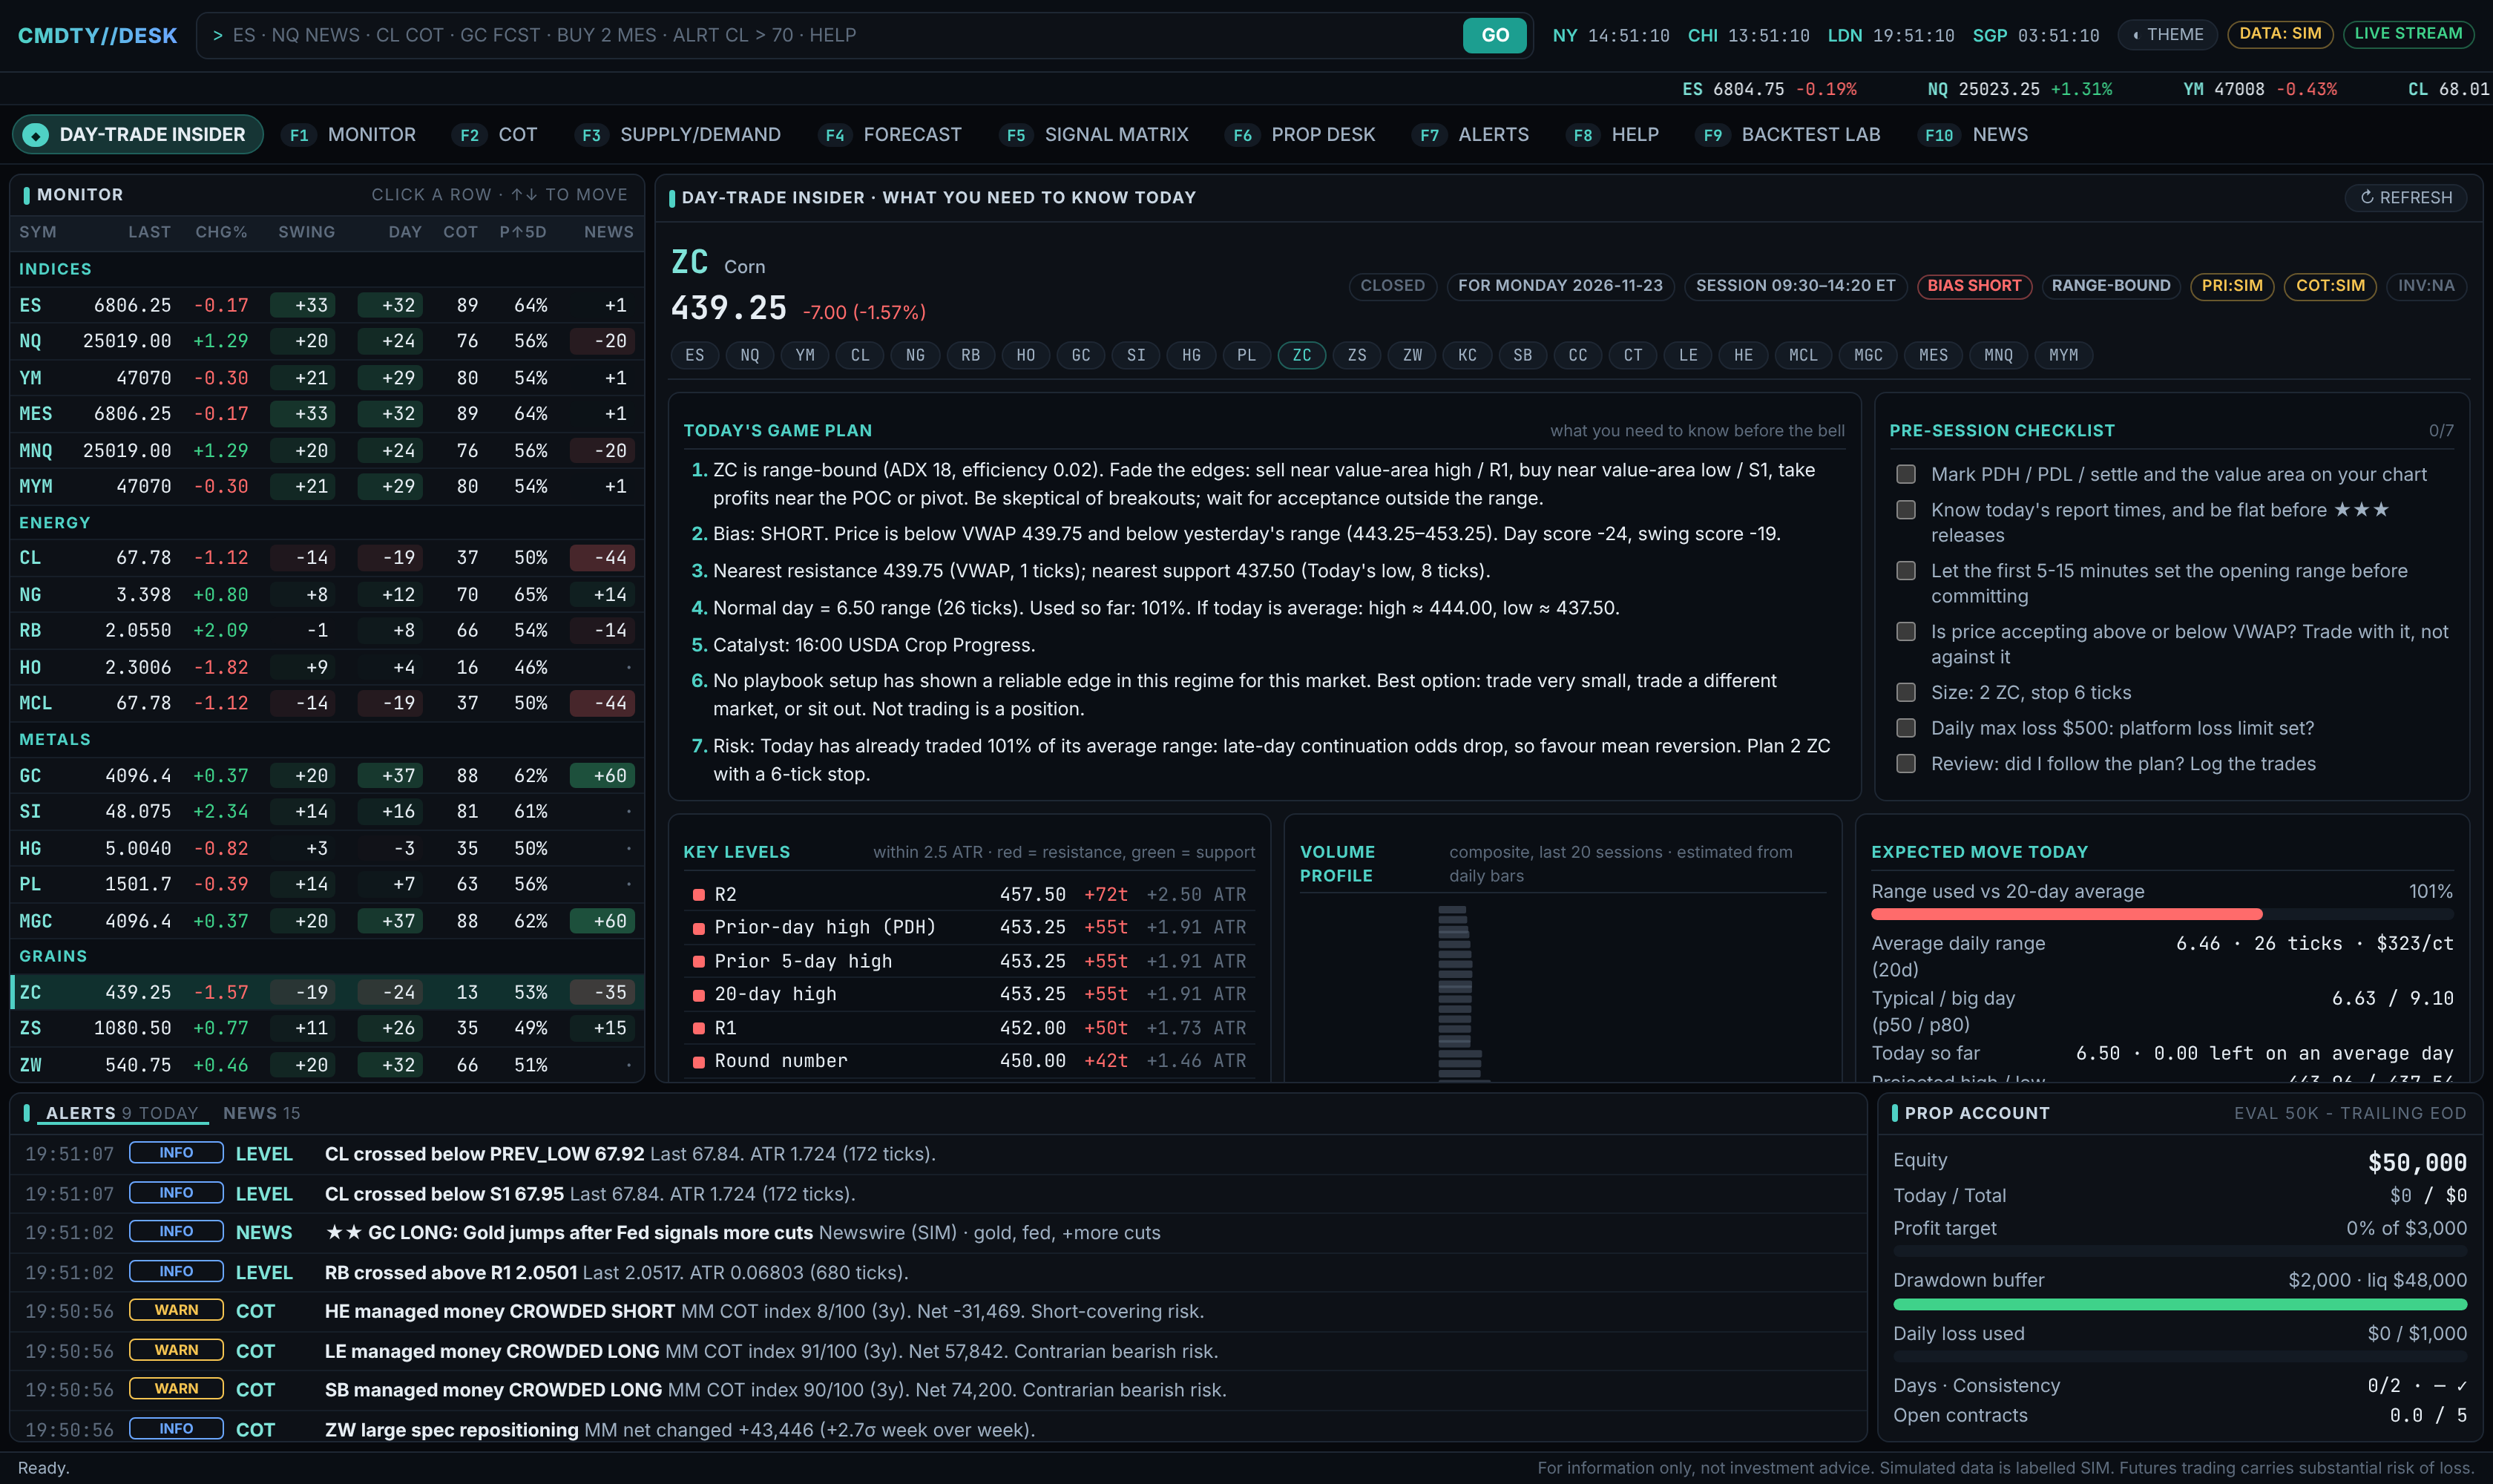 CMDTY//DESK
> ES · NQ NEWS · CL COT · GC FCST · BUY 2 MES · ALRT CL > 70 · HELP
GO
NY 14:51:10 CHI 13:51:10 LDN 19:51:10 SGP 03:51:10
THEME
DATA: SIM
LIVE STREAM
ES 6804.75 -0.19% NQ 25023.25 +1.31% YM 47008 -0.43% CL 68.01
DAY-TRADE INSIDER F1 MONITOR F2 COT F3 SUPPLY/DEMAND F4 FORECAST F5 SIGNAL MATRIX F6 PROP DESK F7 ALERTS F8 HELP F9 BACKTEST LAB F10 NEWS
MONITOR CLICK A ROW · ↑↓ TO MOVE
SYM LAST CHG% SWING DAY COT P↑5D NEWS
INDICES
ES 6806.25 -0.17 +33 +32 89 64% +1
NQ 25019.00 +1.29 +20 +24 76 56% -20
YM 47070 -0.30 +21 +29 80 54% +1
MES 6806.25 -0.17 +33 +32 89 64% +1
MNQ 25019.00 +1.29 +20 +24 76 56% -20
MYM 47070 -0.30 +21 +29 80 54% +1
ENERGY
CL 67.78 -1.12 -14 -19 37 50% -44
NG 3.398 +0.80 +8 +12 70 65% +14
RB 2.0550 +2.09 -1 +8 66 54% -14
HO 2.3006 -1.82 +9 +4 16 46% ·
MCL 67.78 -1.12 -14 -19 37 50% -44
METALS
GC 4096.4 +0.37 +20 +37 88 62% +60
SI 48.075 +2.34 +14 +16 81 61% ·
HG 5.0040 -0.82 +3 -3 35 50% ·
PL 1501.7 -0.39 +14 +7 63 56% ·
MGC 4096.4 +0.37 +20 +37 88 62% +60
GRAINS
ZC 439.25 -1.57 -19 -24 13 53% -35
ZS 1080.50 +0.77 +11 +26 35 49% +15
ZW 540.75 +0.46 +20 +32 66 51% ·
DAY-TRADE INSIDER · WHAT YOU NEED TO KNOW TODAY
↻ REFRESH
ZC Corn
439.25 -7.00 (-1.57%)
CLOSED
FOR MONDAY 2026-11-23
SESSION 09:30–14:20 ET
BIAS SHORT
RANGE-BOUND
PRI:SIM
COT:SIM
INV:NA
ES NQ YM CL NG RB HO GC SI HG PL ZC ZS ZW KC SB CC CT LE HE MCL MGC MES MNQ MYM
TODAY'S GAME PLAN what you need to know before the bell
1. ZC is range-bound (ADX 18, efficiency 0.02). Fade the edges: sell near value-area high / R1, buy near value-area low / S1, take
profits near the POC or pivot. Be skeptical of breakouts; wait for acceptance outside the range.
2. Bias: SHORT. Price is below VWAP 439.75 and below yesterday's range (443.25–453.25). Day score -24, swing score -19.
3. Nearest resistance 439.75 (VWAP, 1 ticks); nearest support 437.50 (Today's low, 8 ticks).
4. Normal day = 6.50 range (26 ticks). Used so far: 101%. If today is average: high ≈ 444.00, low ≈ 437.50.
5. Catalyst: 16:00 USDA Crop Progress.
6. No playbook setup has shown a reliable edge in this regime for this market. Best option: trade very small, trade a different
market, or sit out. Not trading is a position.
7. Risk: Today has already traded 101% of its average range: late-day continuation odds drop, so favour mean reversion. Plan 2 ZC
with a 6-tick stop.
PRE-SESSION CHECKLIST 0/7
Mark PDH / PDL / settle and the value area on your chart
Know today's report times, and be flat before ★★★
releases
Let the first 5-15 minutes set the opening range before
committing
Is price accepting above or below VWAP? Trade with it, not
against it
Size: 2 ZC, stop 6 ticks
Daily max loss $500: platform loss limit set?
Review: did I follow the plan? Log the trades
KEY LEVELS within 2.5 ATR · red = resistance, green = support
R2 457.50 +72t +2.50 ATR
Prior-day high (PDH) 453.25 +55t +1.91 ATR
Prior 5-day high 453.25 +55t +1.91 ATR
20-day high 453.25 +55t +1.91 ATR
R1 452.00 +50t +1.73 ATR
Round number 450.00 +42t +1.46 ATR
VOLUME
PROFILE
composite, last 20 sessions · estimated from
daily bars
EXPECTED MOVE TODAY
Range used vs 20-day average 101%
Average daily range
(20d)
6.46 · 26 ticks · $323/ct
Typical / big day
(p50 / p80)
6.63 / 9.10
Today so far 6.50 · 0.00 left on an average day
Projected high / low 443.96 / 437.54
ALERTS 9 TODAY NEWS 15
19:51:07 INFO LEVEL CL crossed below PREV_LOW 67.92 Last 67.84. ATR 1.724 (172 ticks).
19:51:07 INFO LEVEL CL crossed below S1 67.95 Last 67.84. ATR 1.724 (172 ticks).
19:51:02 INFO NEWS ★★ GC LONG: Gold jumps after Fed signals more cuts Newswire (SIM) · gold, fed, +more cuts
19:51:02 INFO LEVEL RB crossed above R1 2.0501 Last 2.0517. ATR 0.06803 (680 ticks).
19:50:56 WARN COT HE managed money CROWDED SHORT MM COT index 8/100 (3y). Net -31,469. Short-covering risk.
19:50:56 WARN COT LE managed money CROWDED LONG MM COT index 91/100 (3y). Net 57,842. Contrarian bearish risk.
19:50:56 WARN COT SB managed money CROWDED LONG MM COT index 90/100 (3y). Net 74,200. Contrarian bearish risk.
19:50:56 INFO COT ZW large spec repositioning MM net changed +43,446 (+2.7σ week over week).
PROP ACCOUNT EVAL 50K - TRAILING EOD
Equity $50,000
Today / Total $0 / $0
Profit target 0% of $3,000
Drawdown buffer $2,000 · liq $48,000
Daily loss used $0 / $1,000
Days · Consistency 0/2 · — ✓
Open contracts 0.0 / 5
Ready.
For information only, not investment advice. Simulated data is labelled SIM. Futures trading carries substantial risk of loss.